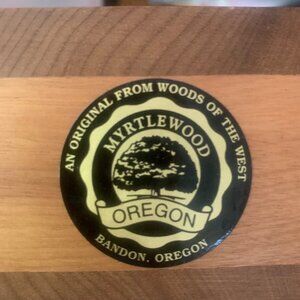 AN ORIGINAL FROM WOODS OF THE WEST
MYRTLEWOOD
OREGON
BANDON, OREGON